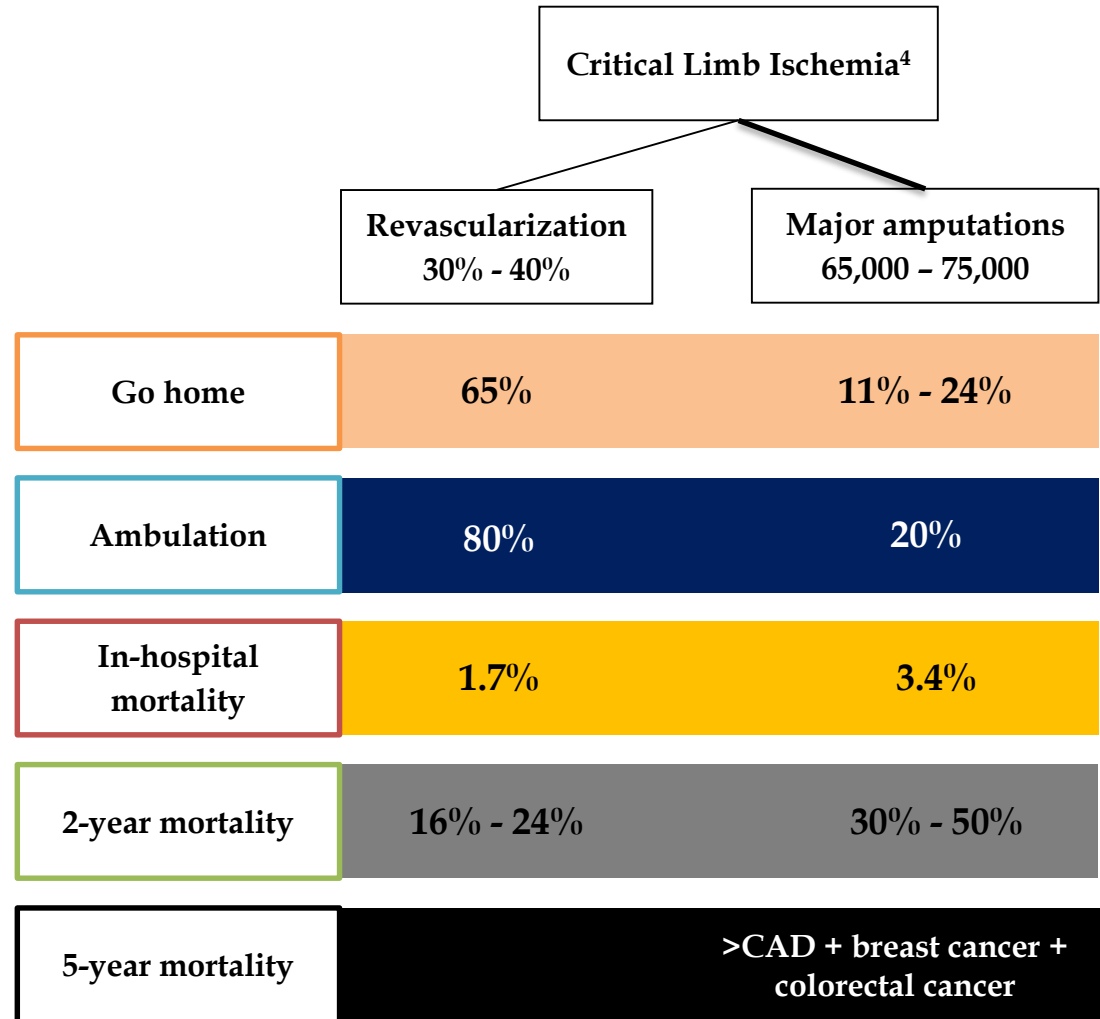 Critical Limb Ischemia⁴
Revascularization
30% - 40%
Major amputations
65,000 – 75,000
Go home
65%
11% - 24%
Ambulation
80%
20%
In-hospital
mortality
1.7%
3.4%
2-year mortality
16% - 24%
30% - 50%
5-year mortality
>CAD + breast cancer +
colorectal cancer